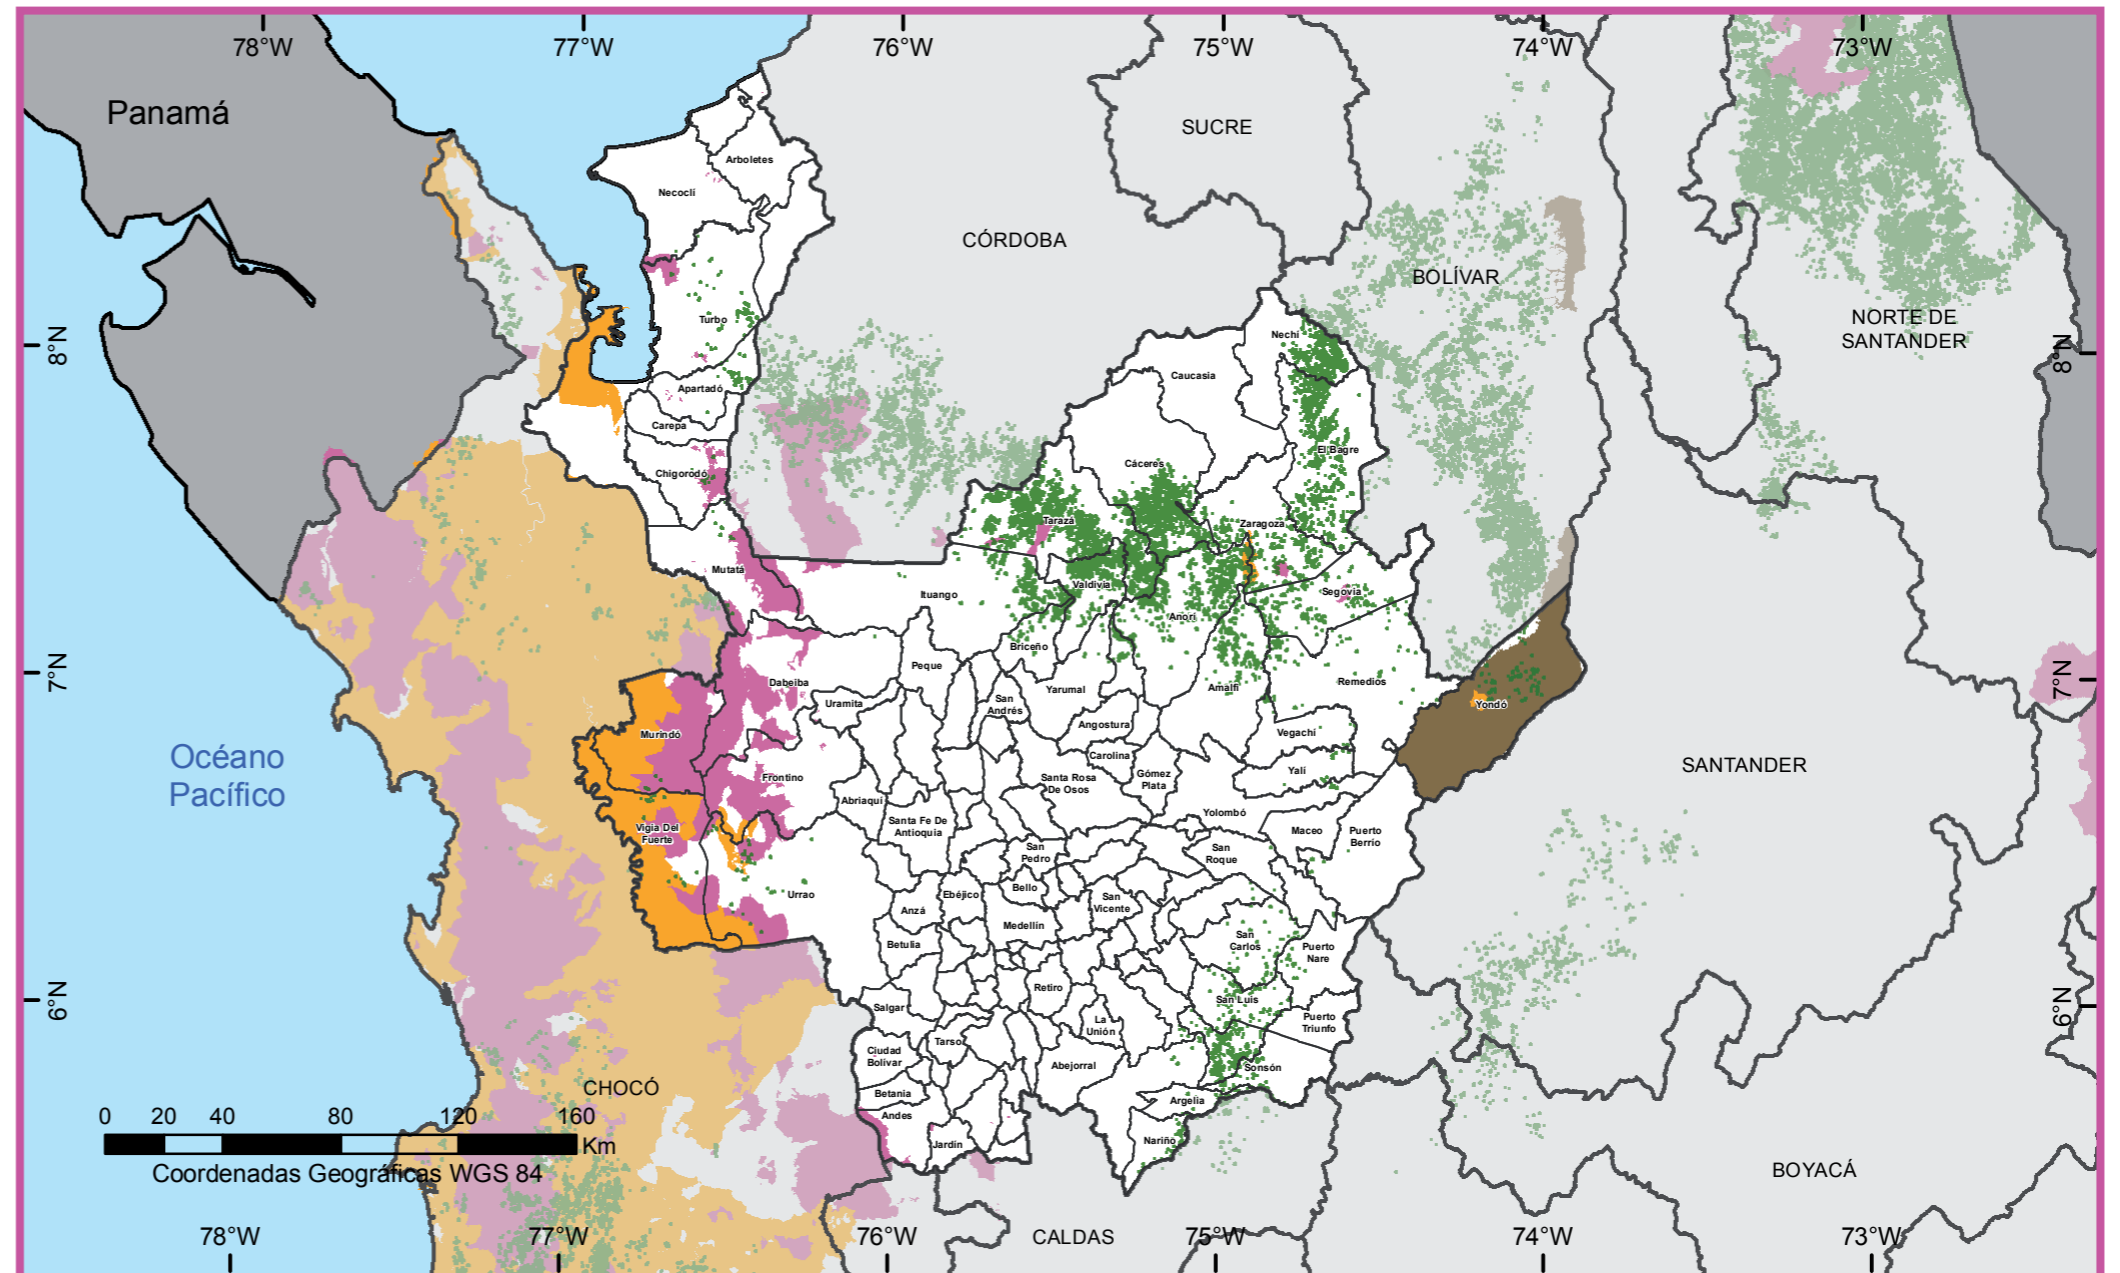 78°W
77°W
76°W
75°W
74°W
73°W
Panamá
SUCRE
Arboletes
Necoclí
CÓRDOBA
BOLÍVAR
NORTE DE
SANTANDER
8°N
8°N
Turbo
Nechí
Caucasia
Apartadó
Carepa
El Bagre
Cáceres
Chigorodó
Tarazá
Zaragoza
Mutatá
Valdivia
Ituango
Segovia
Anorí
Briceño
7°N
7°N
Peque
Dabeiba
Yarumal
Amalfi
Remedios
Uramita
San
Andrés
Yondó
Angostura
Murindó
Vegachí
Océano
Pacífico
Carolina
SANTANDER
Frontino
Santa Rosa
De Osos
Gómez
Plata
Yalí
Abriaquí
Yolombó
Santa Fe De
Antioquia
Vigía Del
Fuerte
Maceo
Puerto
Berrío
San
Pedro
San
Roque
Urrao
Ebéjico
Bello
San
Vicente
Anzá
Medellín
Betulia
San
Carlos
Puerto
Nare
Retiro
6°N
6°N
Salgar
San Luis
La
Unión
Puerto
Triunfo
Tarso
Ciudad
Bolívar
Abejorral
Sonsón
CHOCÓ
Betania
Argelia
Andes
Jardín
Nariño
0 20 40 80 120 160
Km
Coordenadas Geográficas WGS 84
BOYACÁ
CALDAS
78°W
77°W
76°W
75°W
74°W
73°W